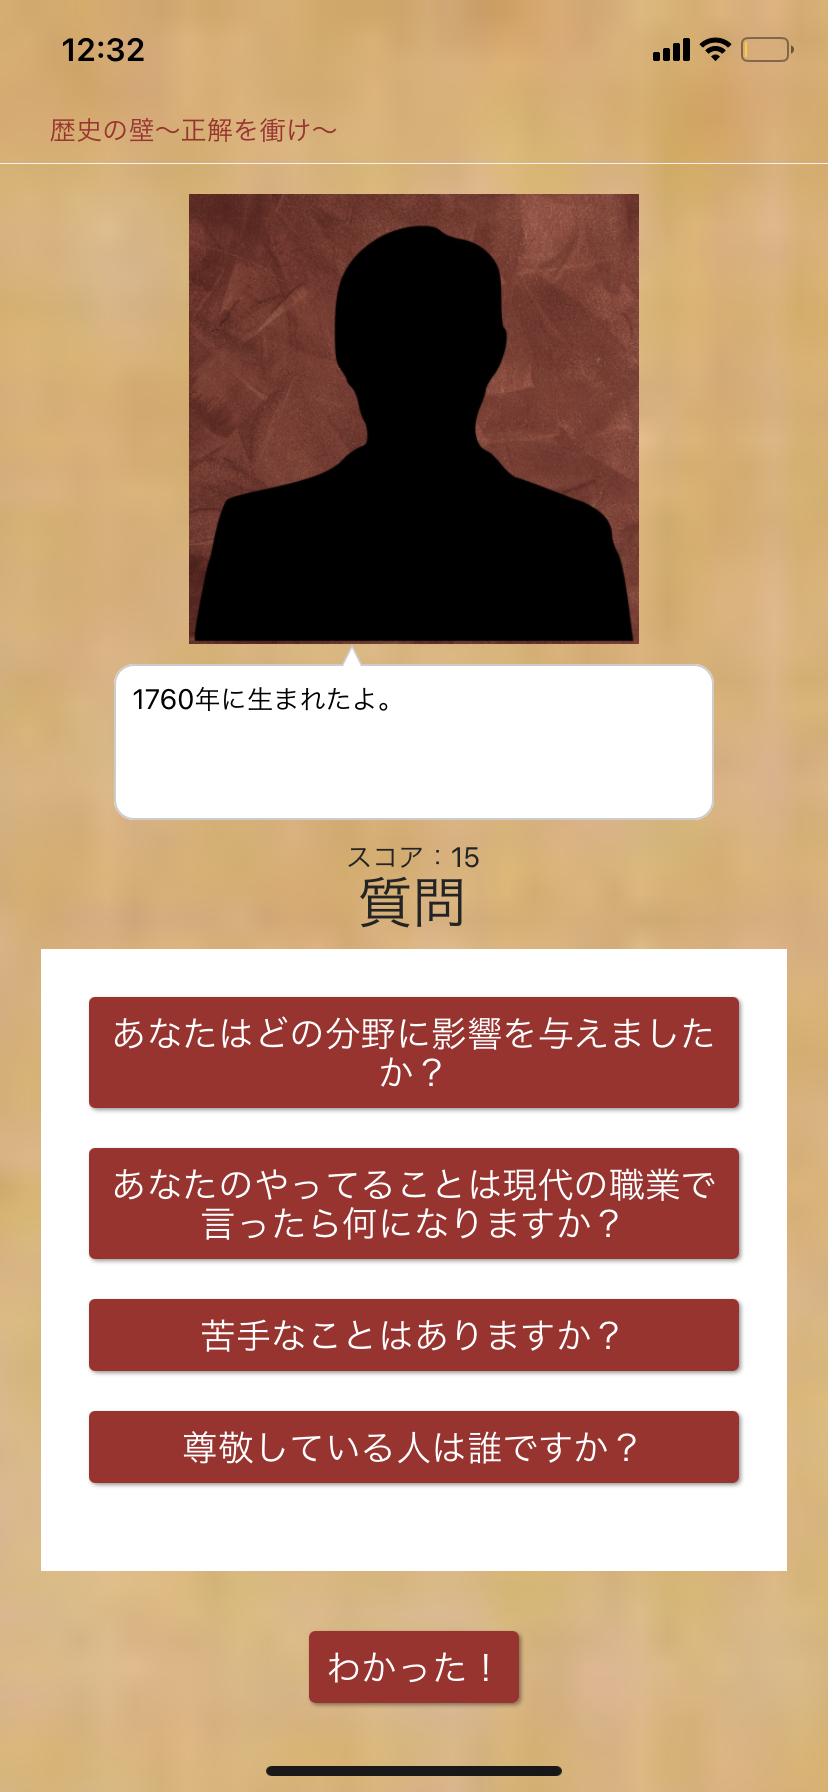 12:32
歴史の壁〜正解を衝け〜
1760年に生まれたよ。
スコア：15
質問
あなたはどの分野に影響を与えました
か？
あなたのやってることは現代の職業で
言ったら何になりますか？
苦手なことはありますか？
尊敬している人は誰ですか？
わかった！